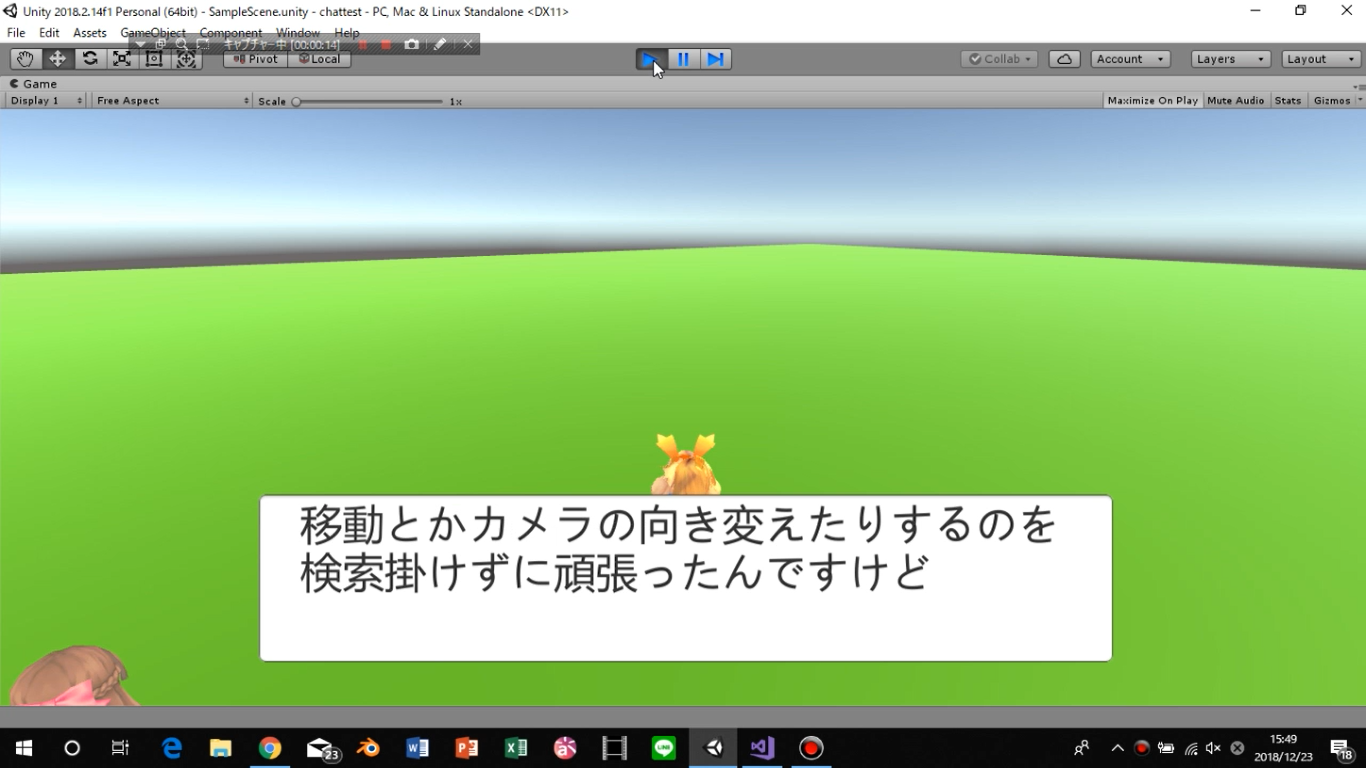 Unity 2018.2.14f1 Personal (64bit) - SampleScene.unity - chattest - PC, Mac & Linux Standalone <DX11>
File Edit Assets GameObject Component Window Help
キャプチャー中 [00:00:14]
Pivot Local Collab Account Layers Layout
Game
Display 1 Free Aspect Scale 1x Maximize On Play Mute Audio Stats Gizmos
移動とかカメラの向き変えたりするのを
検索掛けずに頑張ったんですけど
23
LINE
15:49
2018/12/23
18